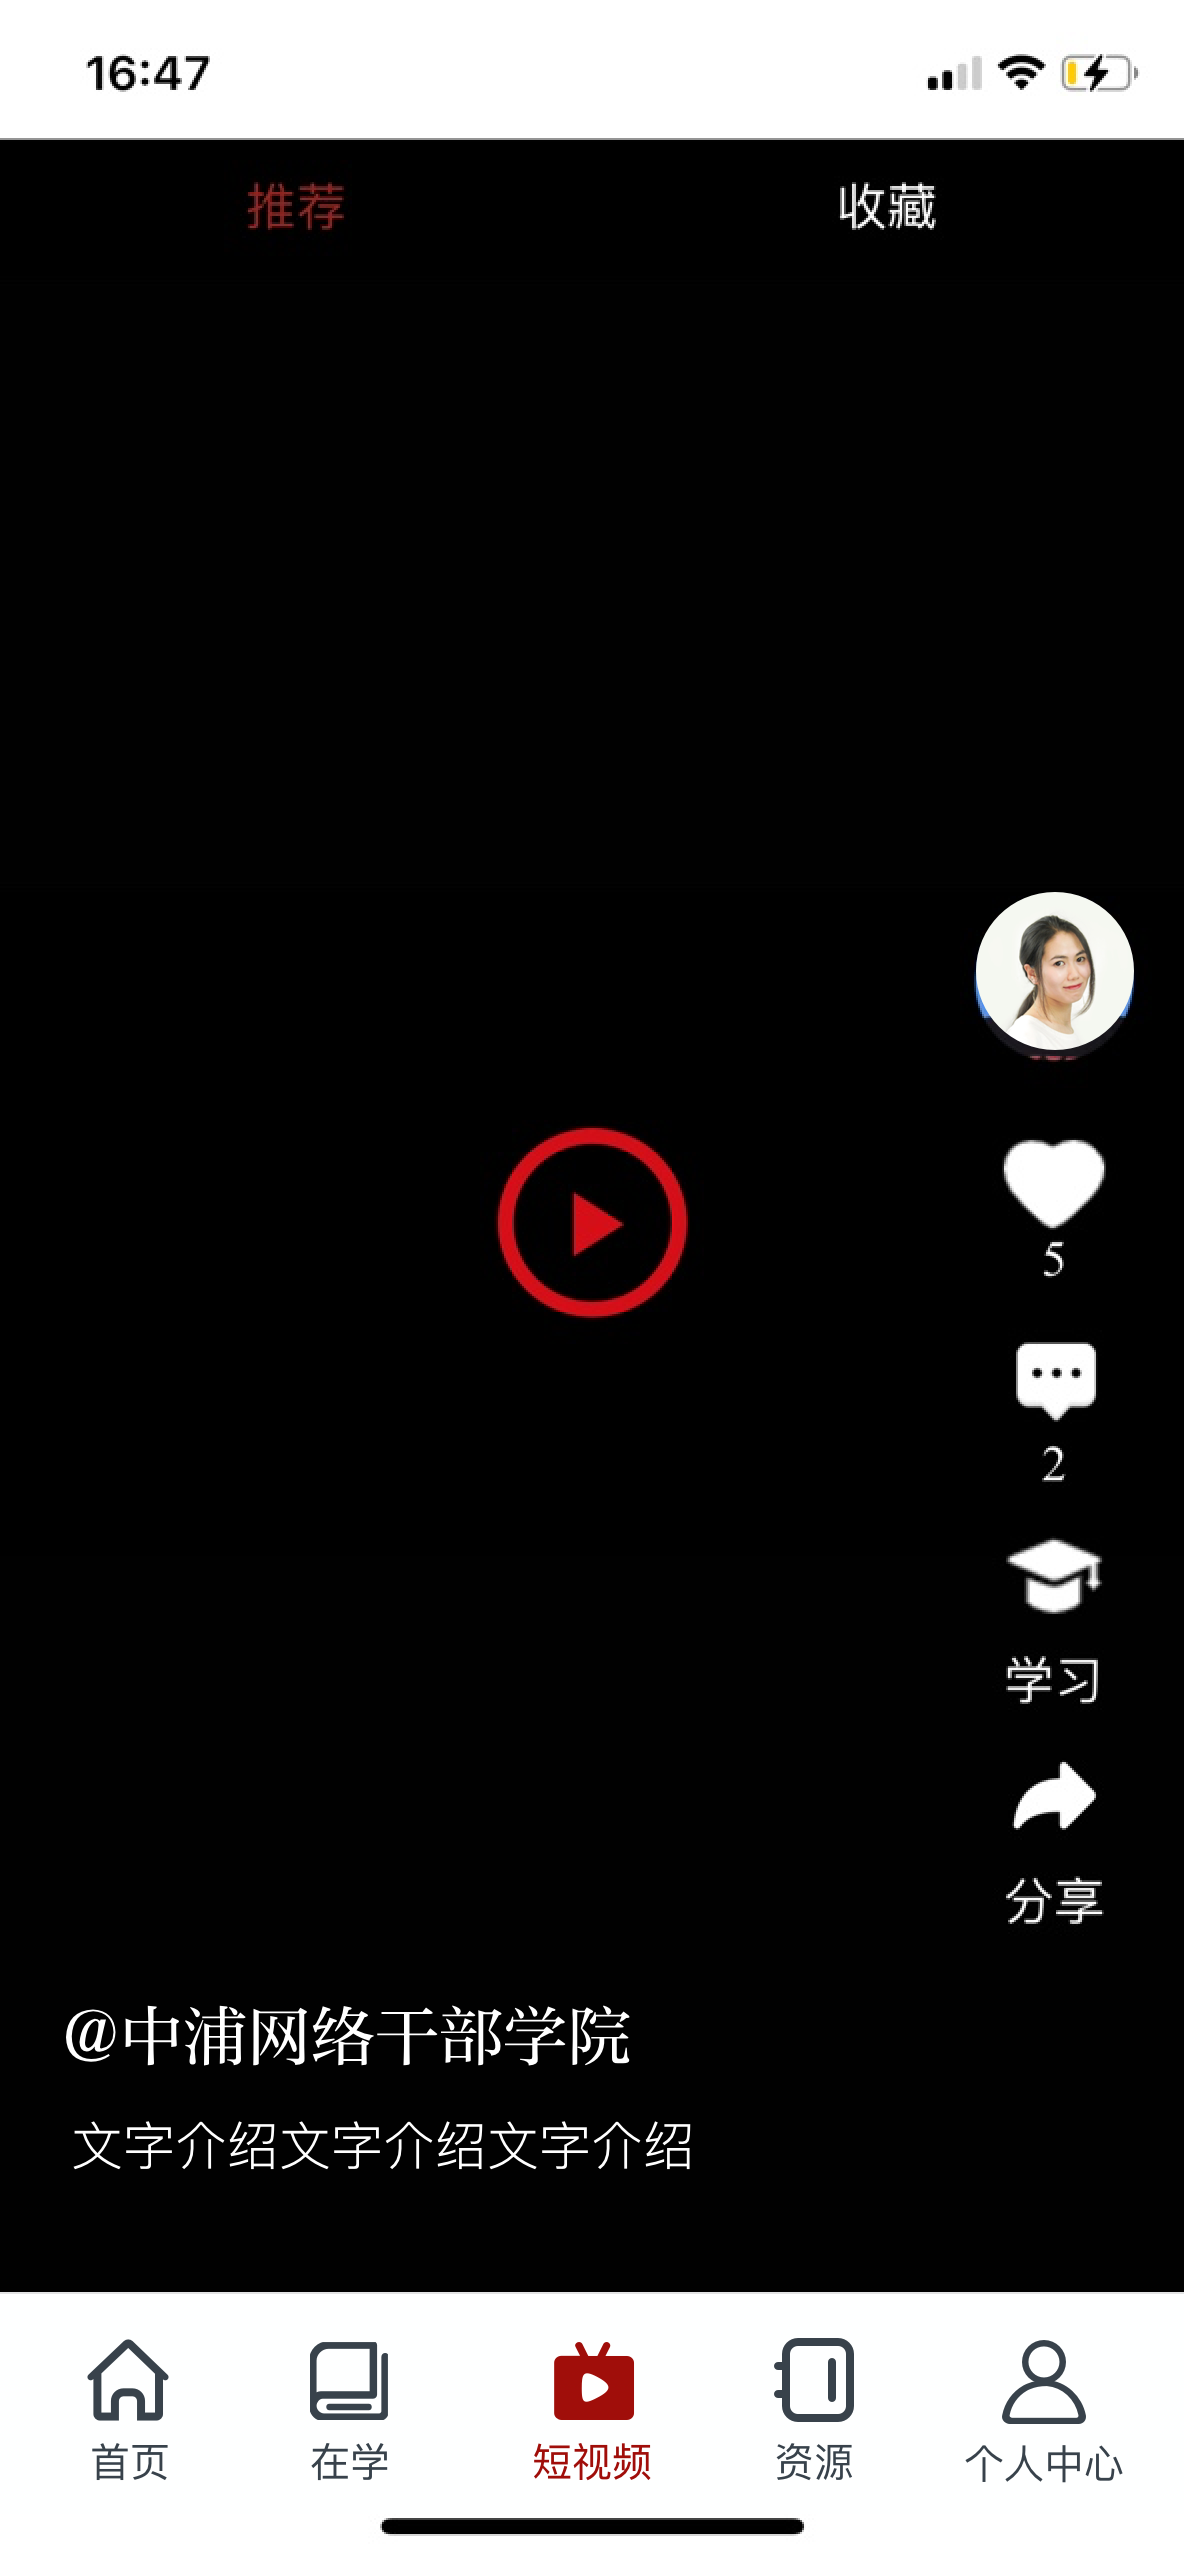 16:47
推荐
收藏
5
2
学习
分享
@中浦网络干部学院
文字介绍文字介绍文字介绍
首页
在学
短视频
资源
个人中心